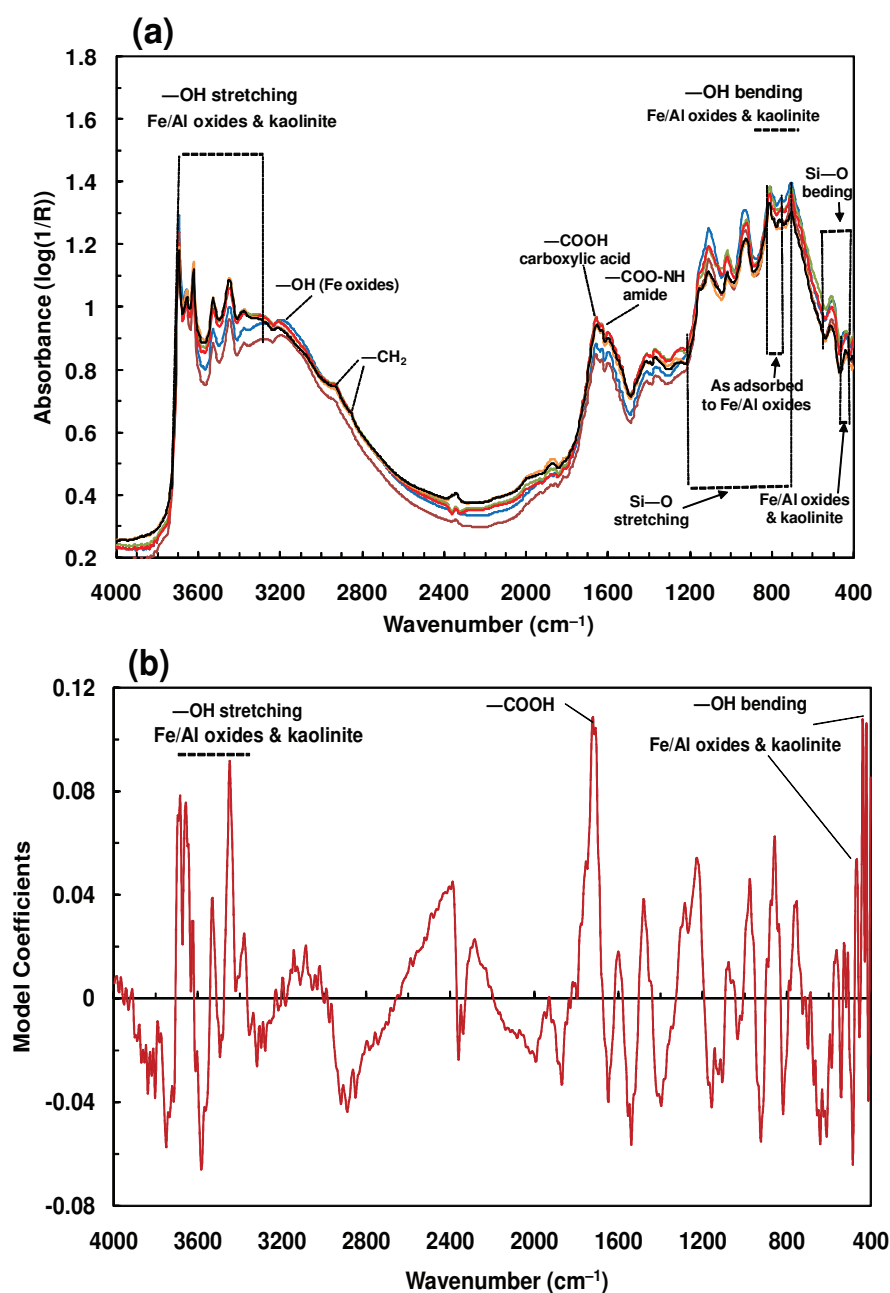 (a)
1.8
1.6
1.4
1.2
1
0.8
0.6
0.4
0.2
Absorbance (log(1/R))
—OH stretching
Fe/Al oxides & kaolinite
—OH bending
Fe/Al oxides & kaolinite
Si—O
beding
—OH (Fe oxides)
—COOH
carboxylic acid
—COO-NH
amide
—CH2
As adsorbed
to Fe/Al oxides
Si—O
stretching
Fe/Al oxides
& kaolinite
4000 3600 3200 2800 2400 2000 1600 1200 800 400
Wavenumber (cm⁻¹)
(b)
0.12
0.08
0.04
0
-0.04
-0.08
Model Coefficients
—OH stretching
Fe/Al oxides & kaolinite
—COOH
—OH bending
Fe/Al oxides & kaolinite
4000 3600 3200 2800 2400 2000 1600 1200 800 400
Wavenumber (cm⁻¹)